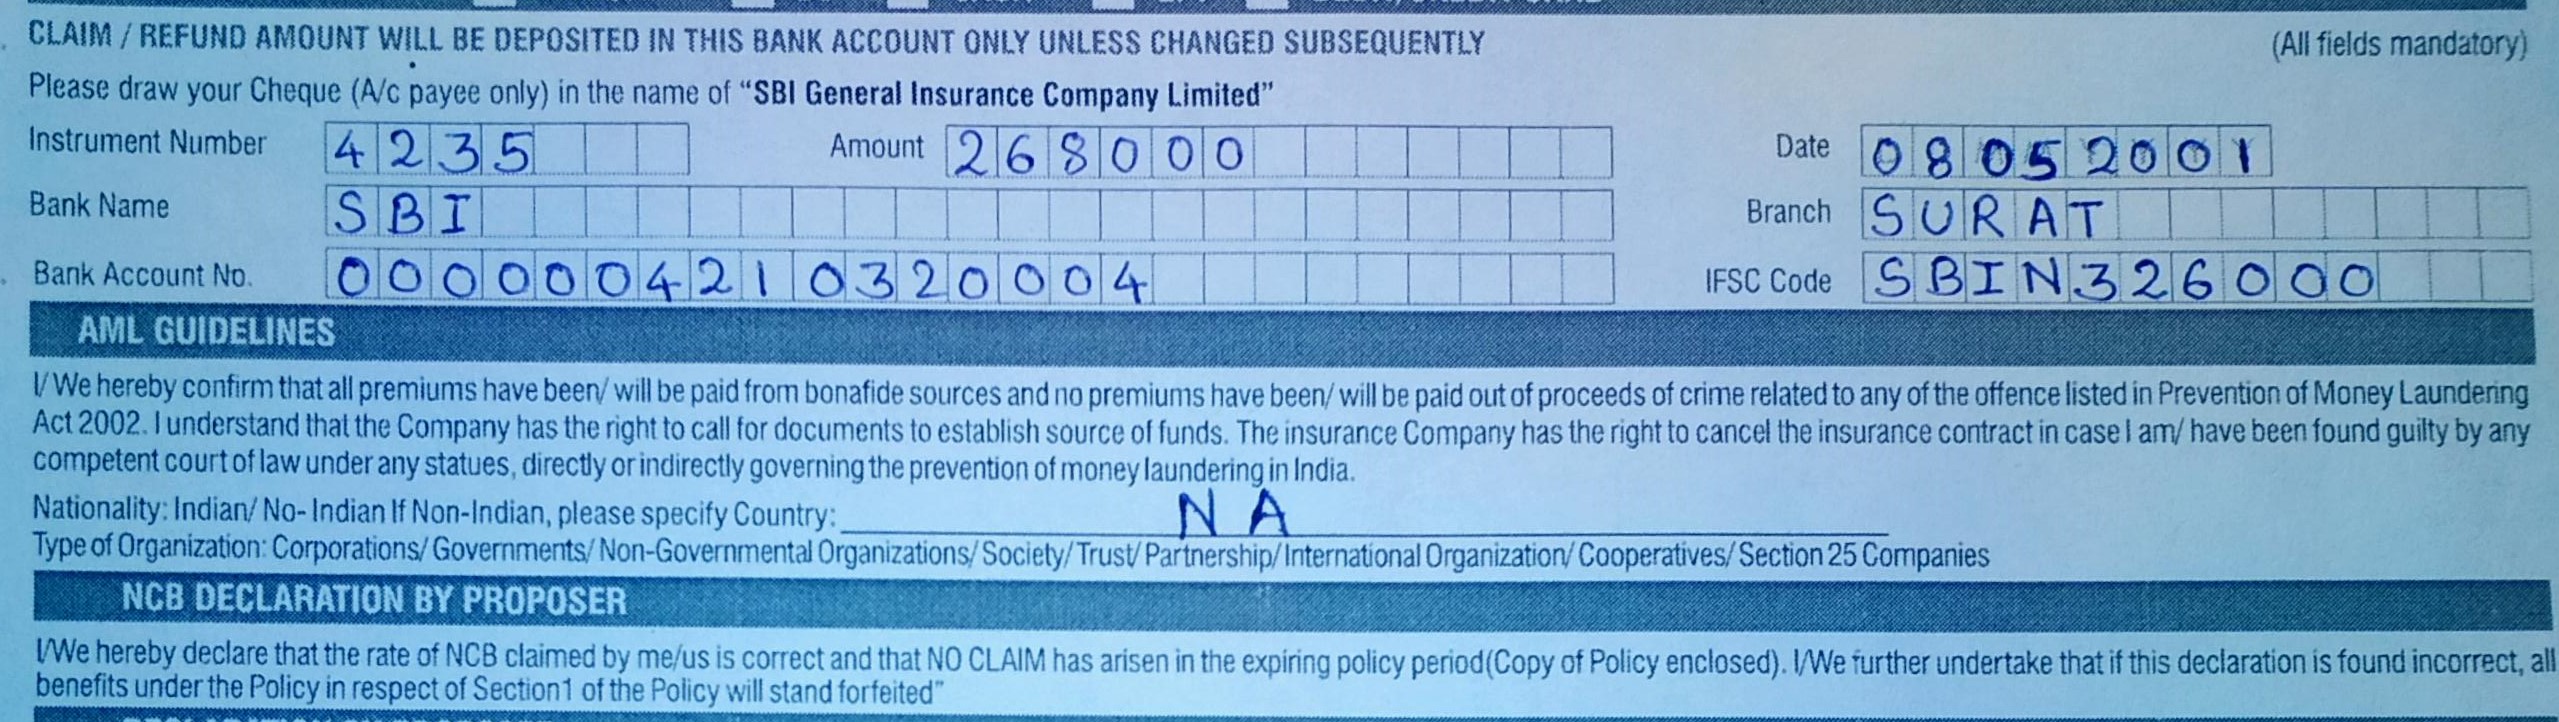 CLAIM / REFUND AMOUNT WILL BE DEPOSITED IN THIS BANK ACCOUNT ONLY UNLESS CHANGED SUBSEQUENTLY (All fields mandatory)
Please draw your Cheque (A/c payee only) in the name of “SBI General Insurance Company Limited”
Instrument Number 4235 Amount 268000 Date 08052001
Bank Name SBI Branch SURAT
Bank Account No. 0000004210320004 IFSC Code SBIN326000
AML GUIDELINES
I/We hereby confirm that all premiums have been/ will be paid from bonafide sources and no premiums have been/ will be paid out of proceeds of crime related to any of the offence listed in Prevention of Money Laundering
Act 2002. I understand that the Company has the right to call for documents to establish source of funds. The insurance Company has the right to cancel the insurance contract in case I am/ have been found guilty by any
competent court of law under any statues, directly or indirectly governing the prevention of money laundering in India.
Nationality: Indian/ No- Indian If Non-Indian, please specify Country: NA
Type of Organization: Corporations/ Governments/ Non-Governmental Organizations/ Society/ Trust/ Partnership/ International Organization/ Cooperatives/ Section 25 Companies
NCB DECLARATION BY PROPOSER
I/We hereby declare that the rate of NCB claimed by me/us is correct and that NO CLAIM has arisen in the expiring policy period(Copy of Policy enclosed). I/We further undertake that if this declaration is found incorrect, all
benefits under the Policy in respect of Section1 of the Policy will stand forfeited”